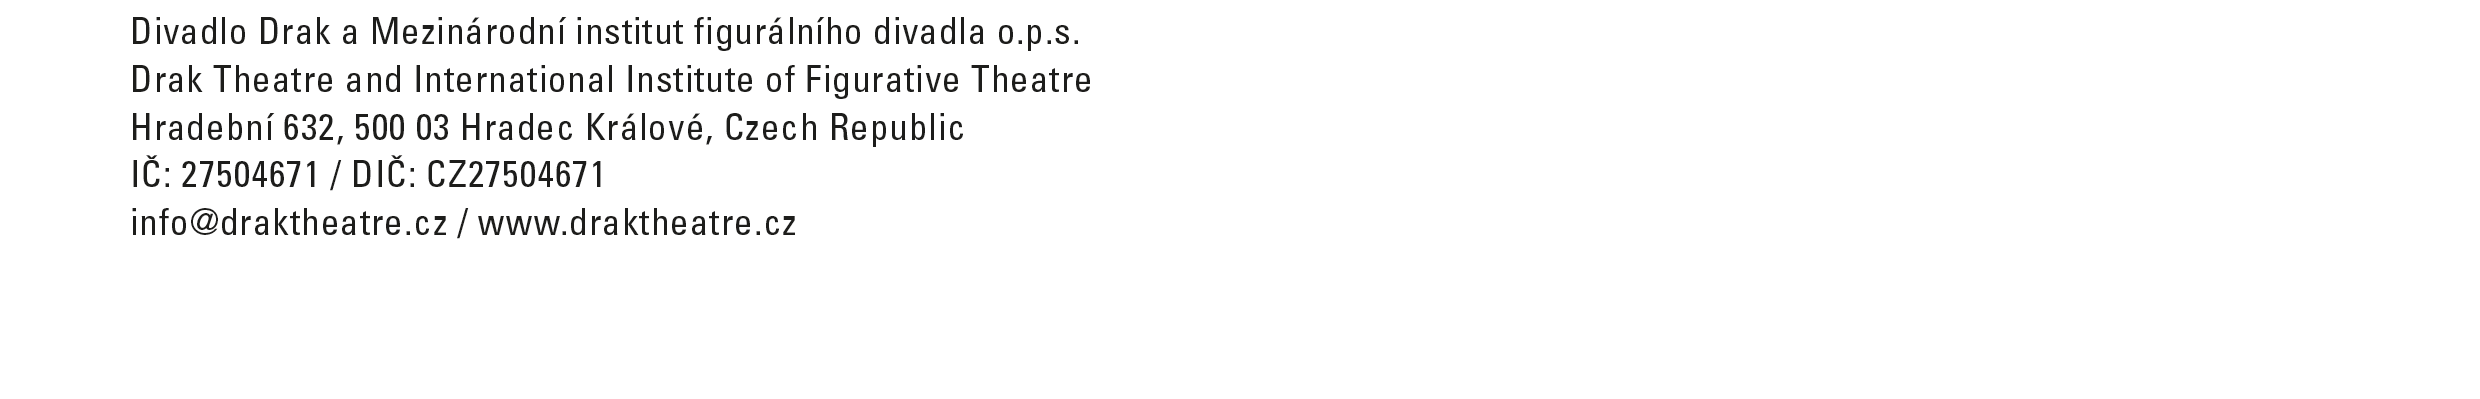 Divadlo Drak a Mezinárodní institut figurálního divadla o.p.s.
Drak Theatre and International Institute of Figurative Theatre
Hradební 632, 500 03 Hradec Králové, Czech Republic
IČ: 27504671 / DIČ: CZ27504671
info@draktheatre.cz / www.draktheatre.cz